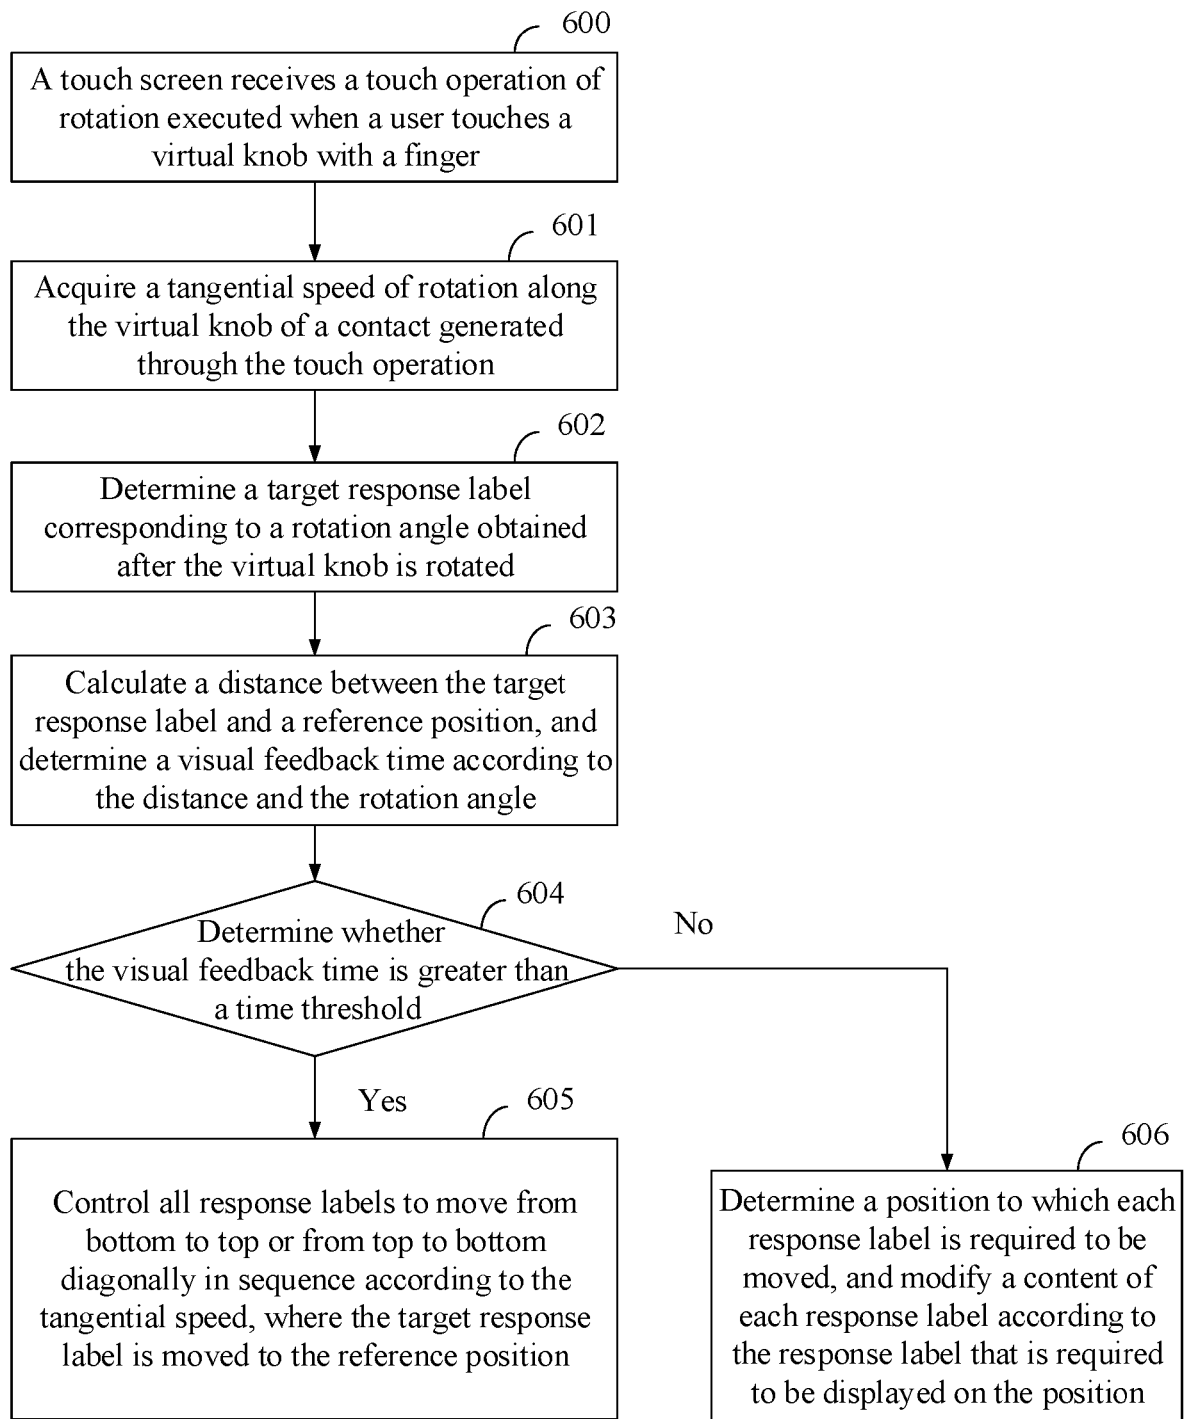 600
A touch screen receives a touch operation of
rotation executed when a user touches a
virtual knob with a finger
601
Acquire a tangential speed of rotation along
the virtual knob of a contact generated
through the touch operation
602
Determine a target response label
corresponding to a rotation angle obtained
after the virtual knob is rotated
603
Calculate a distance between the target
response label and a reference position, and
determine a visual feedback time according to
the distance and the rotation angle
604
Determine whether
the visual feedback time is greater than
a time threshold
No
Yes
605
Control all response labels to move from
bottom to top or from top to bottom
diagonally in sequence according to the
tangential speed, where the target response
label is moved to the reference position
606
Determine a position to which each
response label is required to be
moved, and modify a content of
each response label according to
the response label that is required
to be displayed on the position